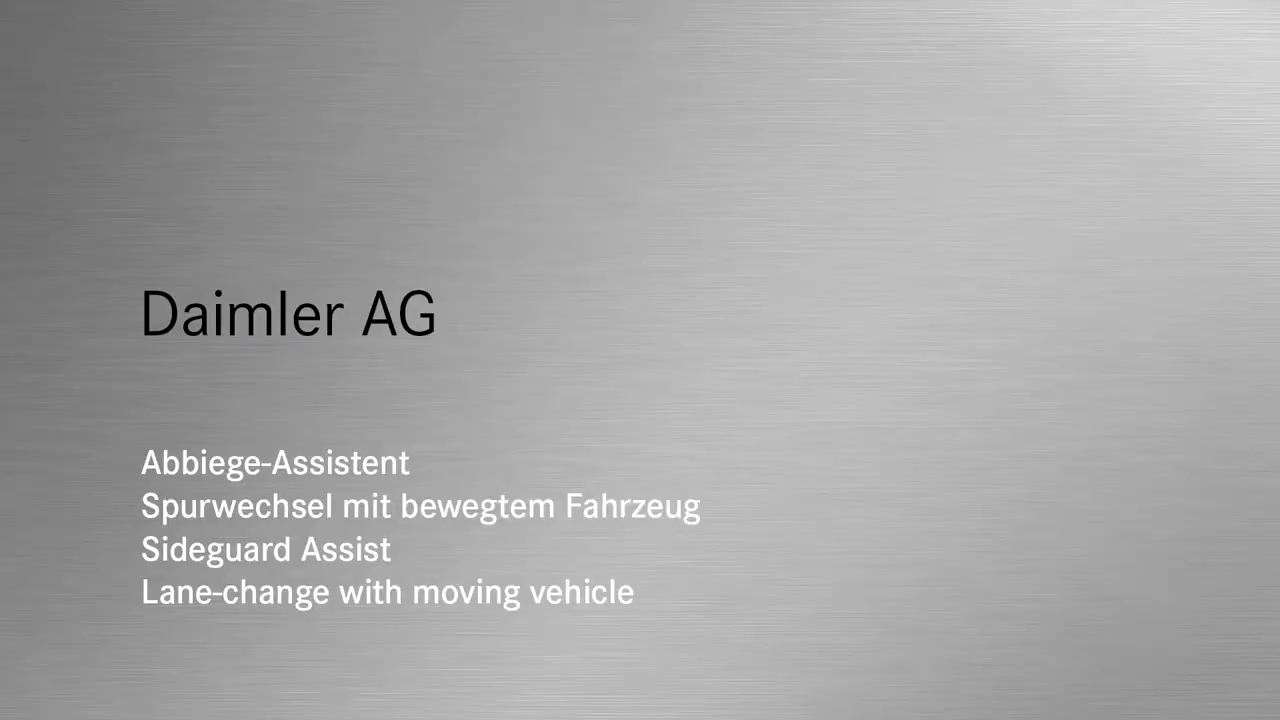 Daimler AG
Abbiege-Assistent
Spurwechsel mit bewegtem Fahrzeug
Sideguard Assist
Lane-change with moving vehicle